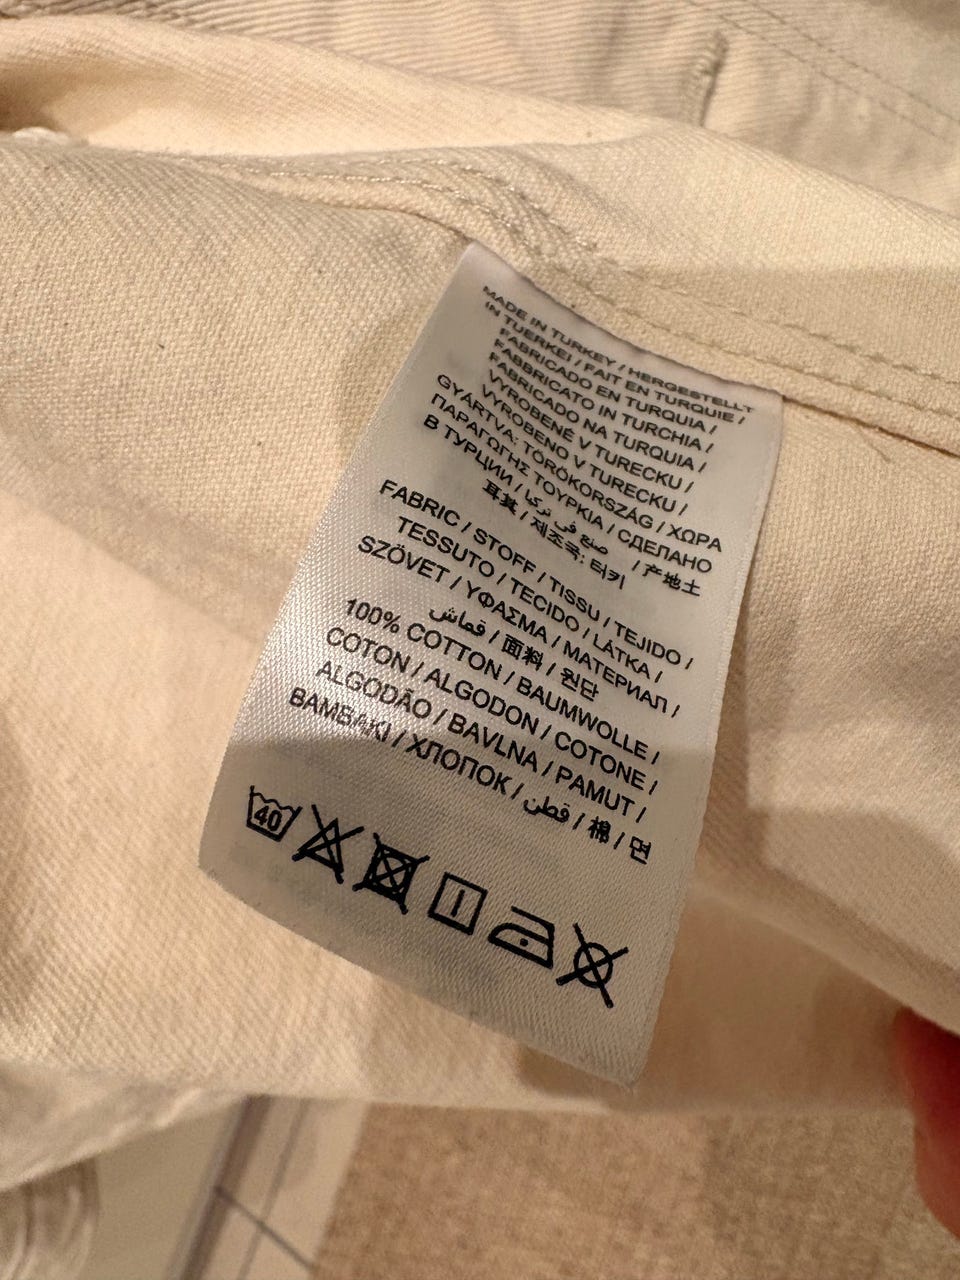 MADE IN TURKEY / HERGESTELLT
IN TUERKEI / FAIT EN TURQUIE /
FABRICADO EN TURQUIA /
FABBRICATO IN TURCHIA /
FABRICADO NA TURQUIA /
VYROBENÉ V TURECKU /
VYROBENO V TURECKU /
GYÁRTVA: TÖRÖKORSZÁG / ΧΩΡΑ
ΠΑΡΑΓΩΓΗΣ ΤΟΥΡΚΙΑ / СДЕЛАНО
В ТУРЦИИ / صنع في تركيا / 产地土
耳其 / 제조국: 터키
FABRIC / STOFF / TISSU / TEJIDO /
TESSUTO / TECIDO / LÁTKA /
SZÖVET / ΥΦΑΣΜΑ / МАТЕРИАЛ /
قماش / 面料 / 원단
100% COTTON / BAUMWOLLE /
COTON / ALGODON / COTONE /
ALGODÃO / BAVLNA / PAMUT /
ΒΑΜΒΑΚΙ / ХЛОПОК / قطن / 棉 / 면
40